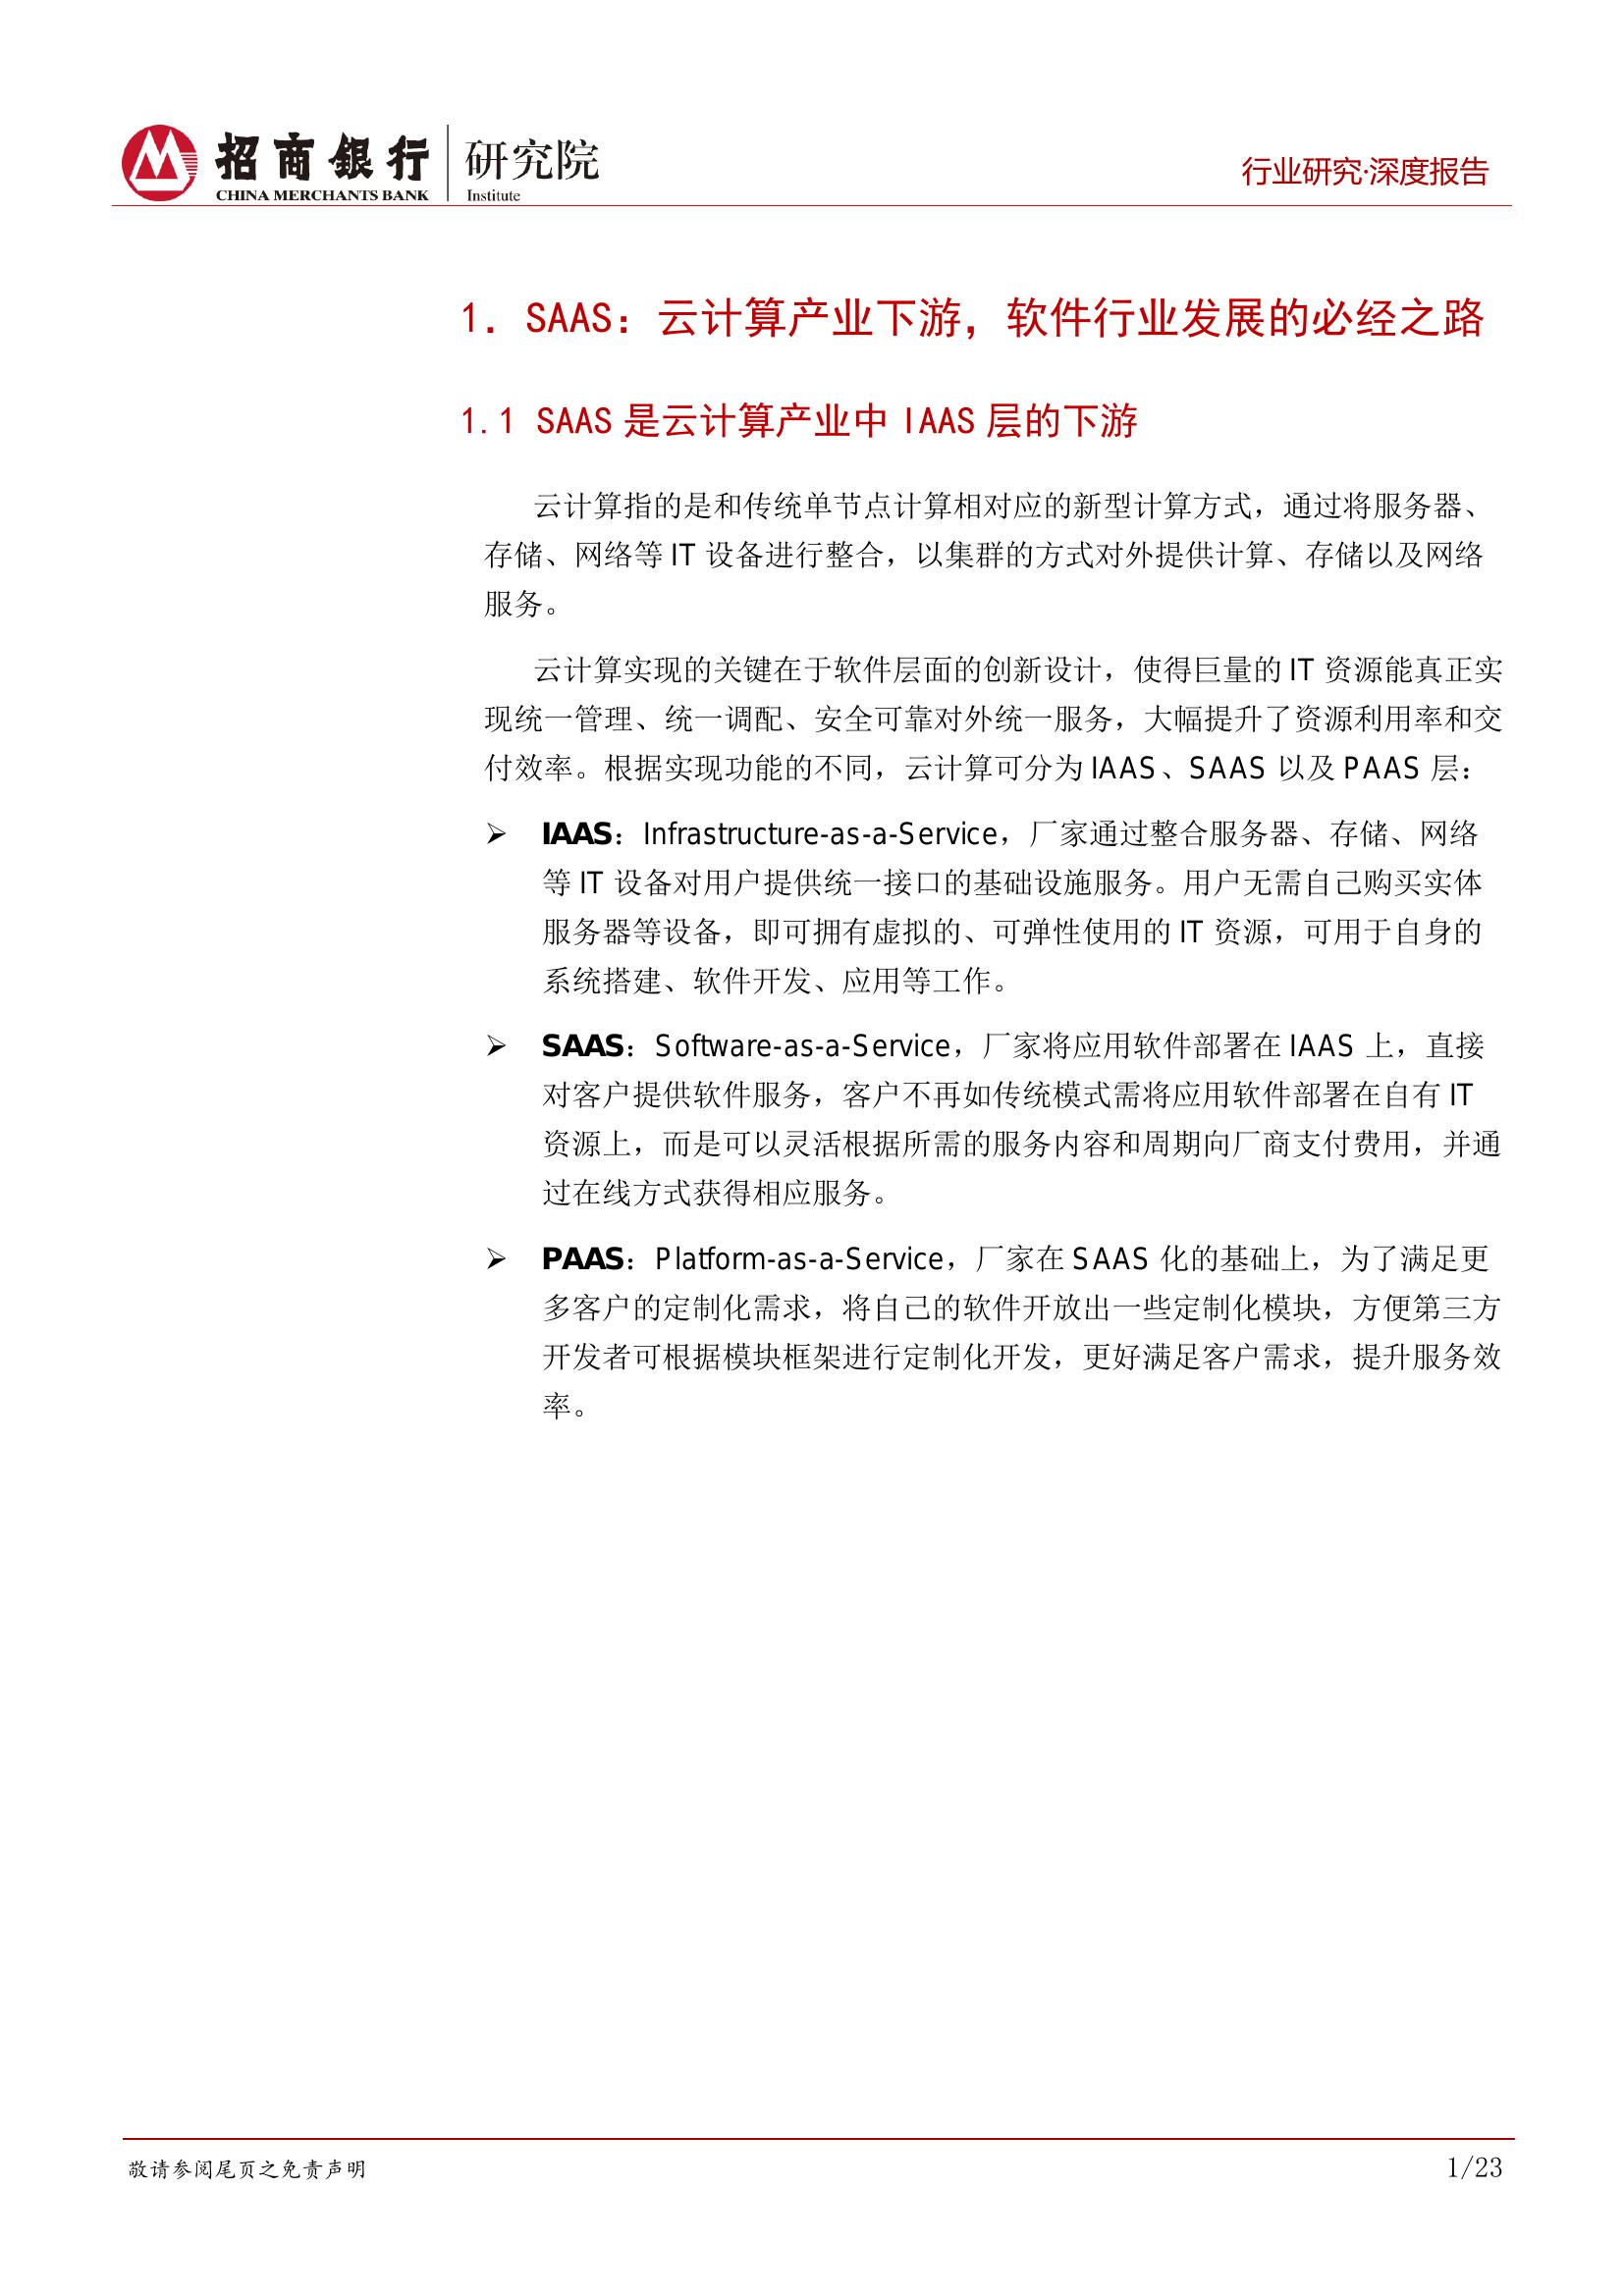 招商银行 研究院
CHINA MERCHANTS BANK Institute
行业研究·深度报告
1. SAAS：云计算产业下游，软件行业发展的必经之路
1.1 SAAS 是云计算产业中 IAAS 层的下游
云计算指的是和传统单节点计算相对应的新型计算方式，通过将服务器、
存储、网络等 IT 设备进行整合，以集群的方式对外提供计算、存储以及网络
服务。
云计算实现的关键在于软件层面的创新设计，使得巨量的 IT 资源能真正实
现统一管理、统一调配、安全可靠对外统一服务，大幅提升了资源利用率和交
付效率。根据实现功能的不同，云计算可分为 IAAS、SAAS 以及 PAAS 层：
➢ IAAS：Infrastructure-as-a-Service，厂家通过整合服务器、存储、网络
等 IT 设备对用户提供统一接口的基础设施服务。用户无需自己购买实体
服务器等设备，即可拥有虚拟的、可弹性使用的 IT 资源，可用于自身的
系统搭建、软件开发、应用等工作。
➢ SAAS：Software-as-a-Service，厂家将应用软件部署在 IAAS 上，直接
对客户提供软件服务，客户不再如传统模式需将应用软件部署在自有 IT
资源上，而是可以灵活根据所需的服务内容和周期向厂商支付费用，并通
过在线方式获得相应服务。
➢ PAAS：Platform-as-a-Service，厂家在 SAAS 化的基础上，为了满足更
多客户的定制化需求，将自己的软件开放出一些定制化模块，方便第三方
开发者可根据模块框架进行定制化开发，更好满足客户需求，提升服务效
率。
敬请参阅尾页之免责声明
1/23